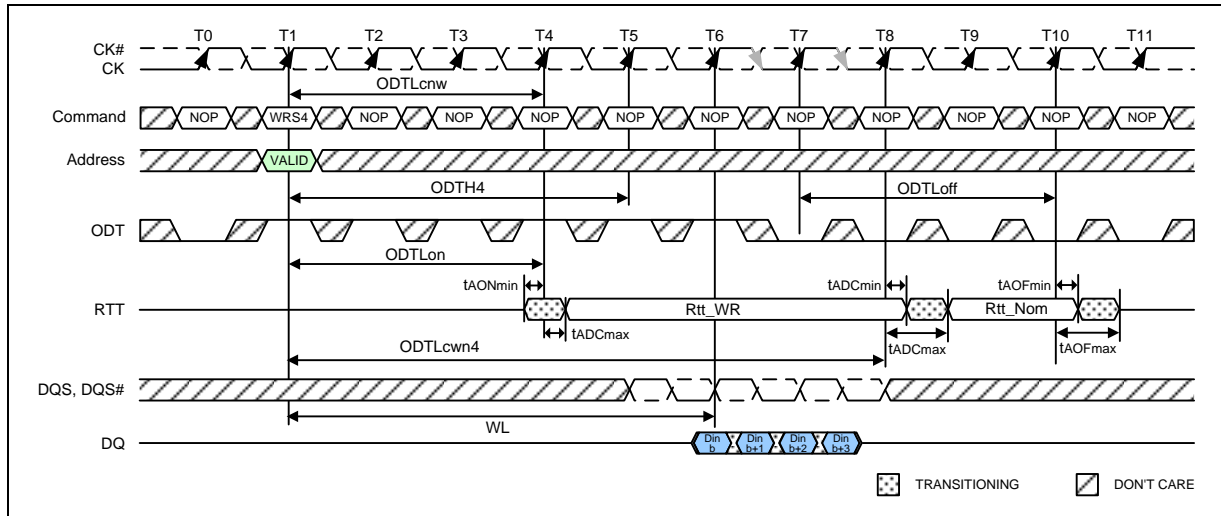 T0 T1 T2 T3 T4 T5 T6 T7 T8 T9 T10 T11
CK#
CK
ODTLcnw
Command NOP WRS4 NOP NOP NOP NOP NOP NOP NOP NOP NOP NOP
Address VALID
ODTH4 ODTLoff
ODT
ODTLon
tAONmin tADCmin tAOFmin
RTT Rtt_WR Rtt_Nom
tADCmax tADCmax tAOFmax
ODTLcwn4
DQS, DQS#
WL
DQ Din b Din b+1 Din b+2 Din b+3
TRANSITIONING DON'T CARE